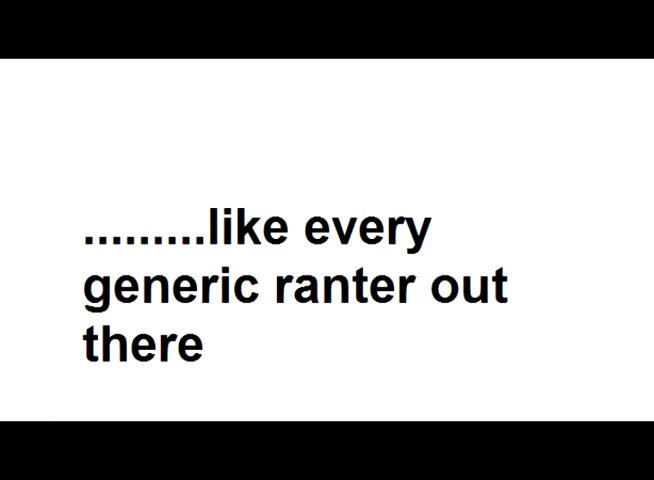 .........like every
generic ranter out
there